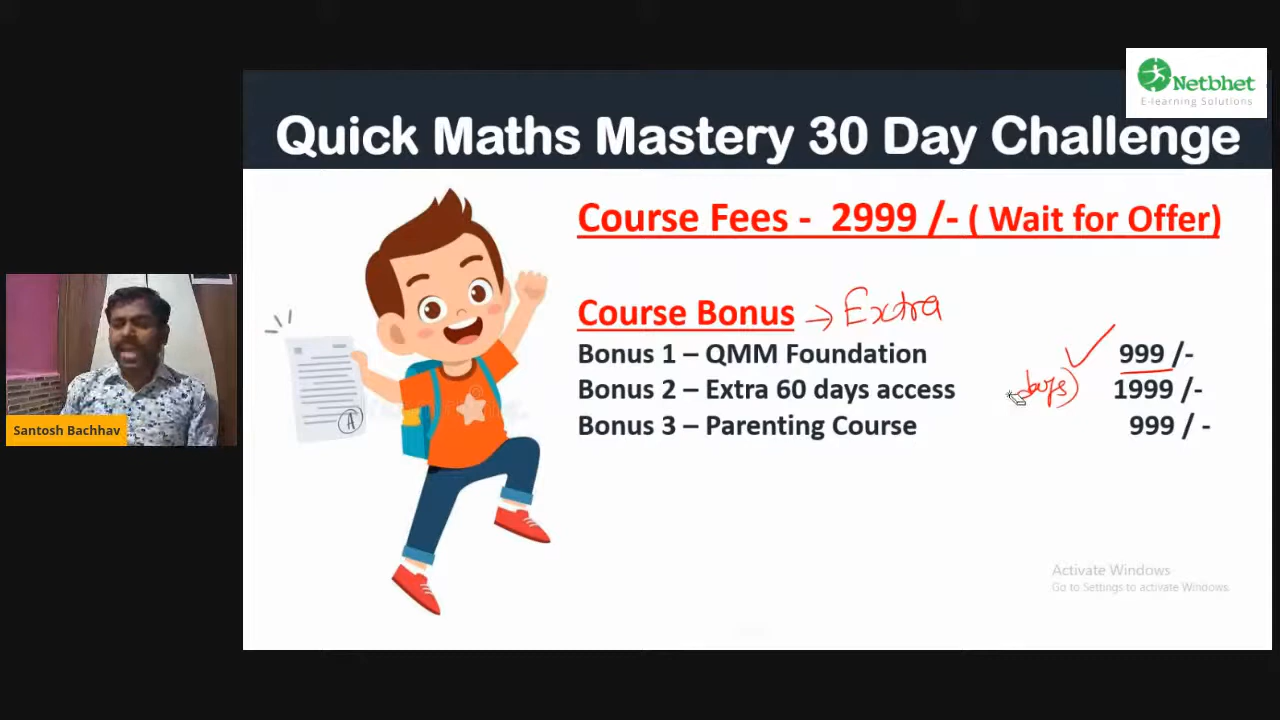 Netbhet
E-learning Solutions
Quick Maths Mastery 30 Day Challenge
Course Fees - 2999 /- ( Wait for Offer)
Course Bonus → Extra
Bonus 1 – QMM Foundation 999 /-
Bonus 2 – Extra 60 days access days) 1999 /-
Bonus 3 – Parenting Course 999 / -
A
Santosh Bachhav
Activate Windows
Go to Settings to activate Windows.